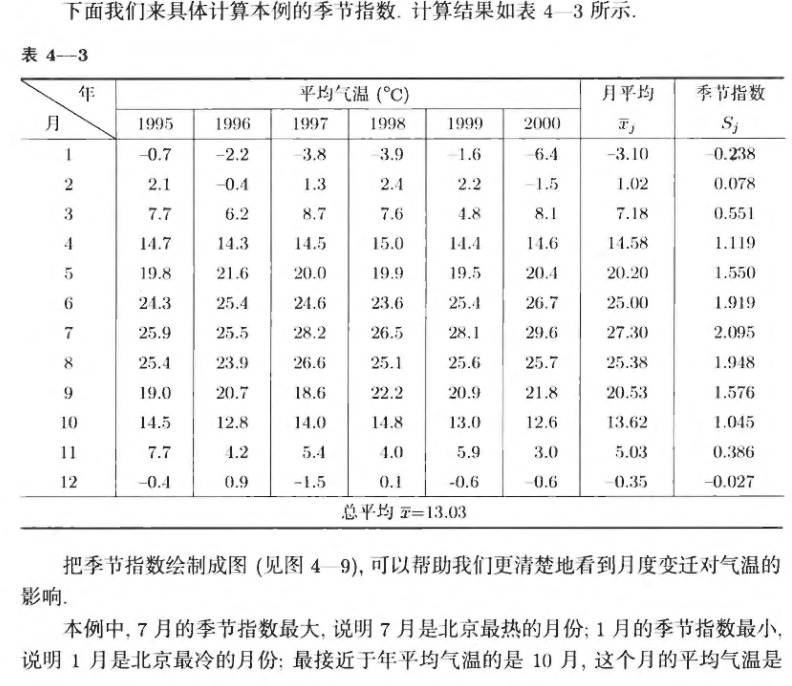 下面我们来具体计算本例的季节指数. 计算结果如表 4—3 所示.
表 4—3
年 平均气温 (°C) 月平均 季节指数
月 1995 1996 1997 1998 1999 2000 x̄ⱼ Sⱼ
1 -0.7 -2.2 -3.8 -3.9 -1.6 -6.4 -3.10 -0.238
2 2.1 -0.4 1.3 2.4 2.2 -1.5 1.02 0.078
3 7.7 6.2 8.7 7.6 4.8 8.1 7.18 0.551
4 14.7 14.3 14.5 15.0 14.4 14.6 14.58 1.119
5 19.8 21.6 20.0 19.9 19.5 20.4 20.20 1.550
6 24.3 25.4 24.6 23.6 25.4 26.7 25.00 1.919
7 25.9 25.5 28.2 26.5 28.1 29.6 27.30 2.095
8 25.4 23.9 26.6 25.1 25.6 25.7 25.38 1.948
9 19.0 20.7 18.6 22.2 20.9 21.8 20.53 1.576
10 14.5 12.8 14.0 14.8 13.0 12.6 13.62 1.045
11 7.7 4.2 5.4 4.0 5.9 3.0 5.03 0.386
12 -0.4 0.9 -1.5 0.1 -0.6 -0.6 -0.35 -0.027
总平均 x̄=13.03
把季节指数绘制成图 (见图 4—9), 可以帮助我们更清楚地看到月度变迁对气温的
影响.
本例中, 7 月的季节指数最大, 说明 7 月是北京最热的月份; 1 月的季节指数最小,
说明 1 月是北京最冷的月份; 最接近于年平均气温的是 10 月, 这个月的平均气温是